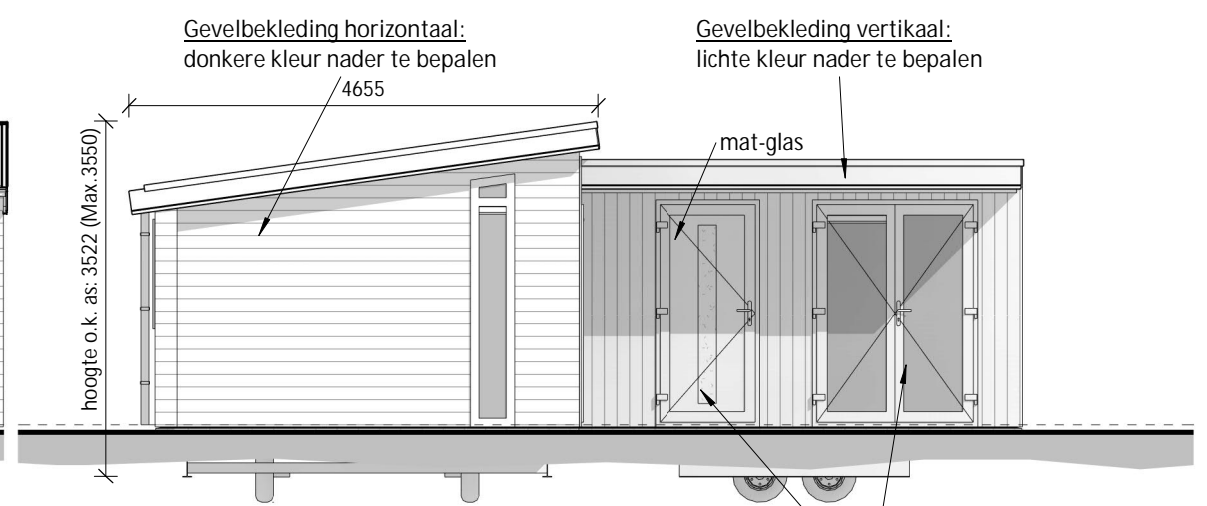 Gevelbekleding horizontaal:
donkere kleur nader te bepalen
Gevelbekleding vertikaal:
lichte kleur nader te bepalen
4655
mat-glas
hoogte o.k. as: 3522 (Max.3550)